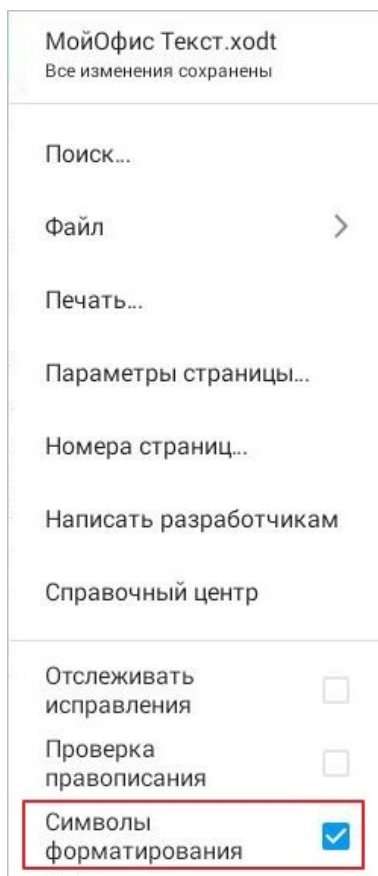 МойОфис Текст.xodt
Все изменения сохранены
Поиск...
Файл
Печать...
Параметры страницы...
Номера страниц...
Написать разработчикам
Справочный центр
Отслеживать
исправления
Проверка
правописания
Символы
форматирования